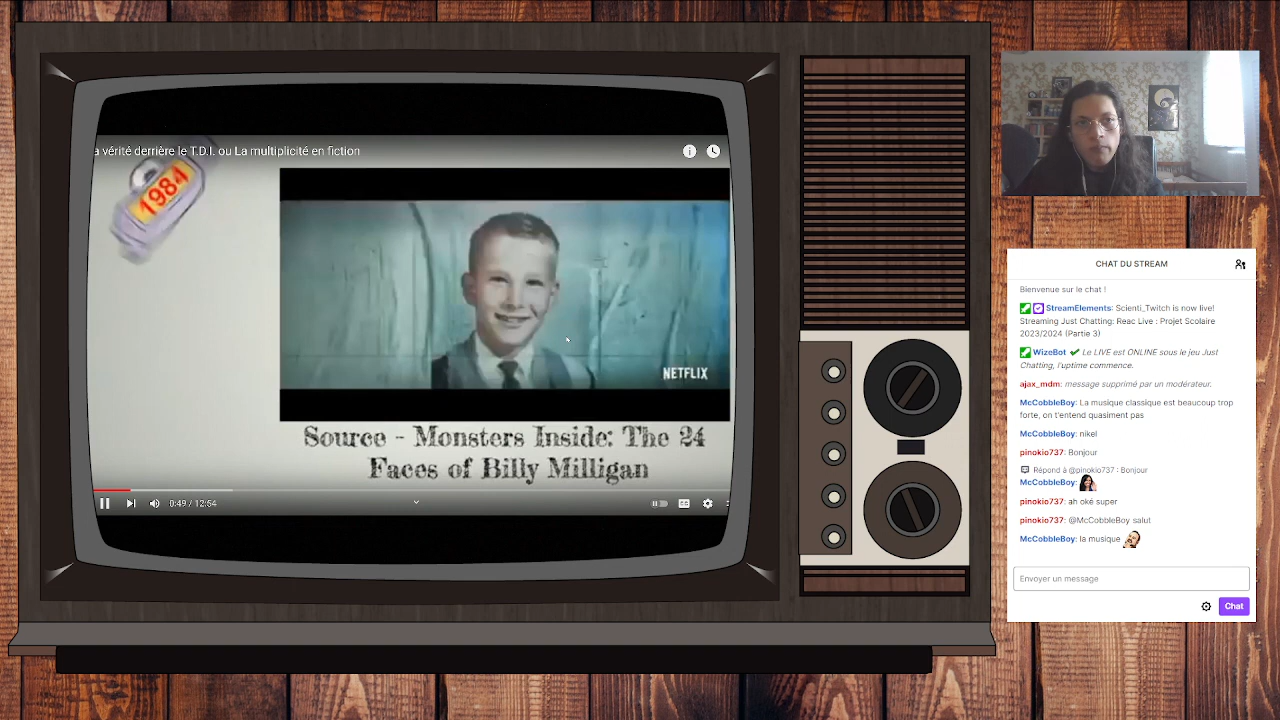 a vérité derrière le T.D.I. ou La multiplicité en fiction
1984
NETFLIX
Source - Monsters Inside: The 24
Faces of Billy Milligan
0:49 / 12:54
CHAT DU STREAM
Bienvenue sur le chat !
StreamElements: Scienti_Twitch is now live!
Streaming Just Chatting: Reac Live : Projet Scolaire
2023/2024 (Partie 3)
WizeBot ✔ Le LIVE est ONLINE sous le jeu Just
Chatting, l'uptime commence.
ajax_mdm: message supprimé par un modérateur.
McCobbleBoy: La musique classique est beaucoup trop
forte, on t'entend quasiment pas
McCobbleBoy: nikel
pinokio737: Bonjour
Répond à @pinokio737 : Bonjour
McCobbleBoy:
pinokio737: ah oké super
pinokio737: @McCobbleBoy salut
McCobbleBoy: la musique
Envoyer un message
Chat